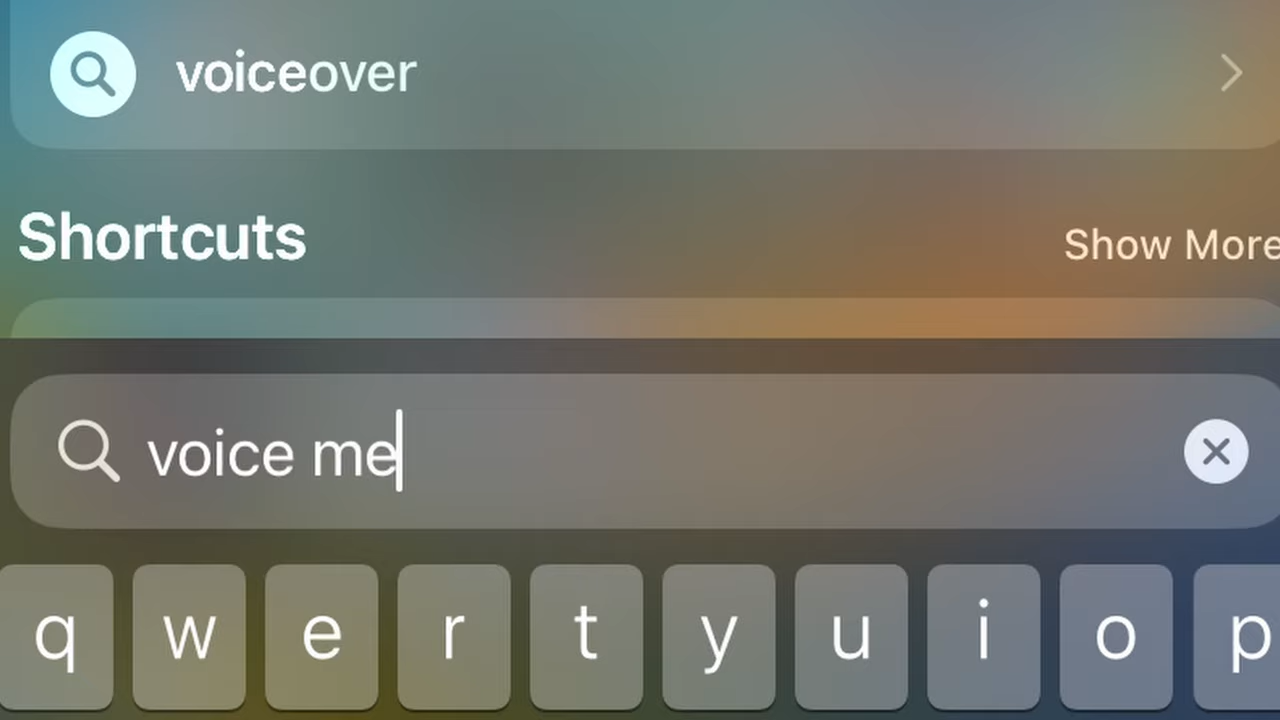 voiceover
Shortcuts
Show More
voice me
q w e r t y u i o p